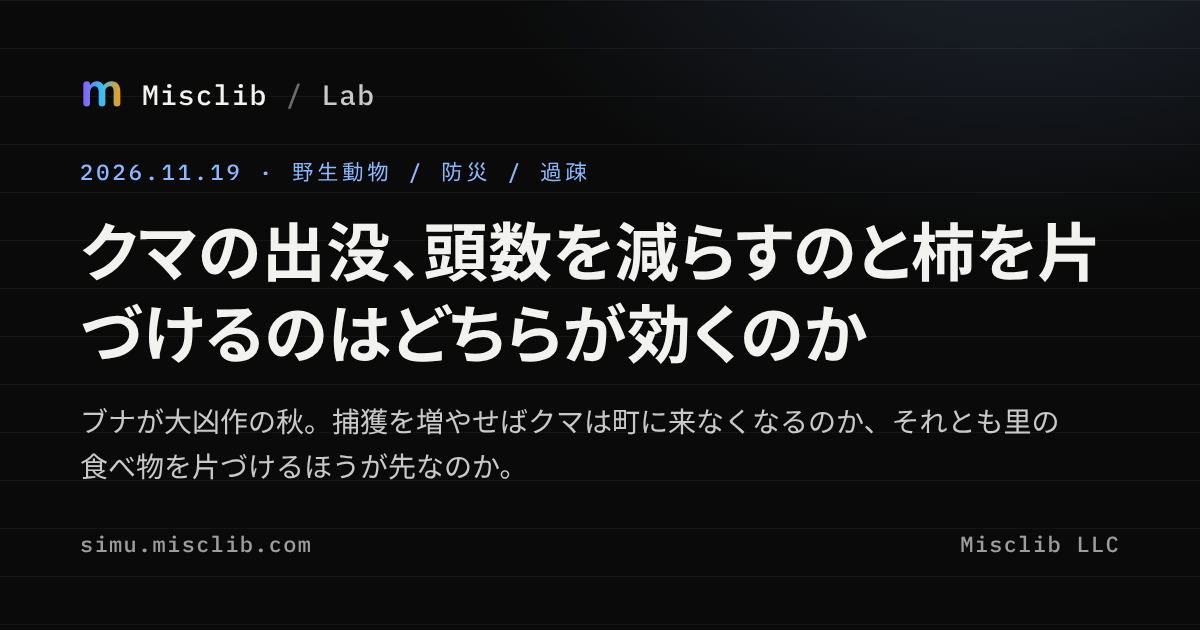 m Misclib / Lab
2026.11.19 · 野生動物 / 防災 / 過疎
クマの出没、頭数を減らすのと柿を片
づけるのはどちらが効くのか
ブナが大凶作の秋。捕獲を増やせばクマは町に来なくなるのか、それとも里の
食べ物を片づけるほうが先なのか。
simu.misclib.com
Misclib LLC